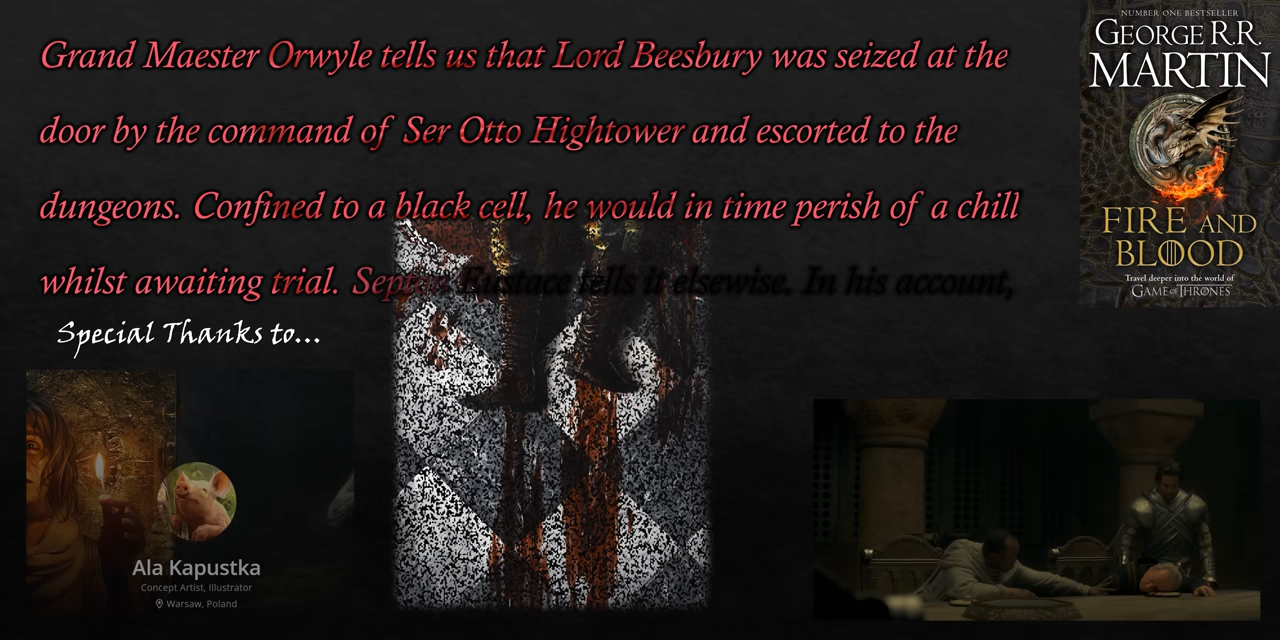 Grand Maester Orwyle tells us that Lord Beesbury was seized at the
door by the command of Ser Otto Hightower and escorted to the
dungeons. Confined to a black cell, he would in time perish of a chill
whilst awaiting trial. Septon Eustace tells it elsewise. In his account,
NUMBER ONE BESTSELLER
GEORGE R.R.
MARTIN
FIRE AND
BLOOD
Travel deeper into the world of
GAME OF THRONES
Special Thanks to...
Ala Kapustka
Concept Artist, Illustrator
Warsaw, Poland